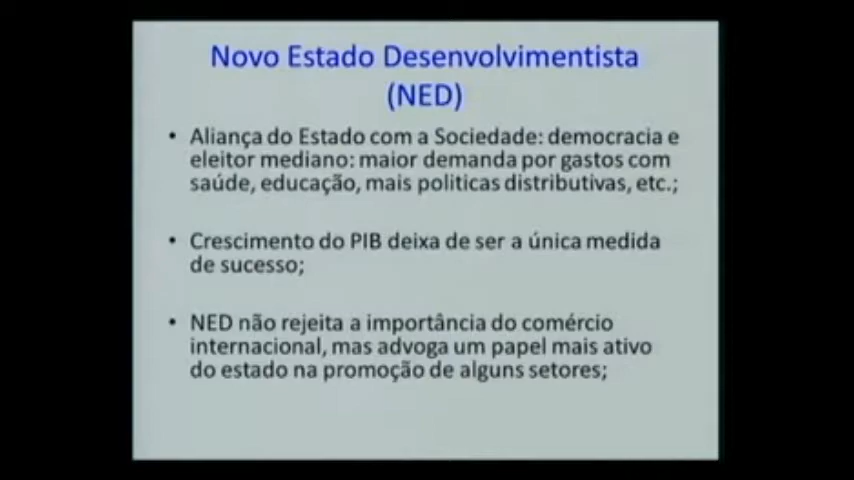 Novo Estado Desenvolvimentista
(NED)
• Aliança do Estado com a Sociedade: democracia e
eleitor mediano: maior demanda por gastos com
saúde, educação, mais politicas distributivas, etc.;
• Crescimento do PIB deixa de ser a única medida
de sucesso;
• NED não rejeita a importância do comércio
internacional, mas advoga um papel mais ativo
do estado na promoção de alguns setores;